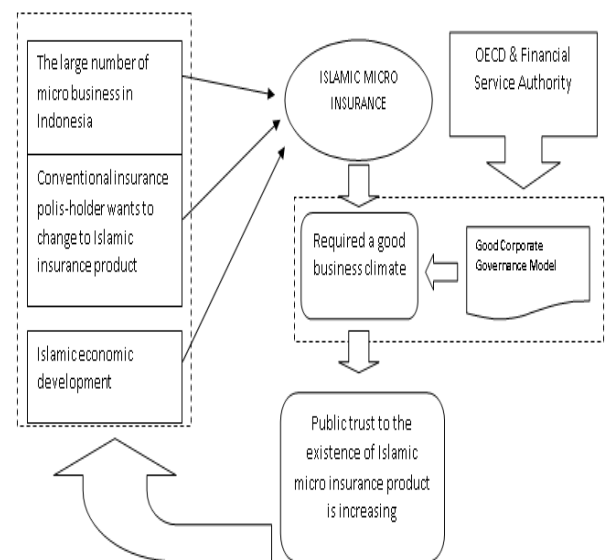 The large number of
micro business in
Indonesia
Conventional insurance
polis-holder wants to
change to Islamic
insurance product
Islamic economic
development
ISLAMIC MICRO
INSURANCE
OECD & Financial
Service Authority
Required a good
business climate
Good Corporate
Governance Model
Public trust to the
existence of Islamic
micro insurance product
is increasing